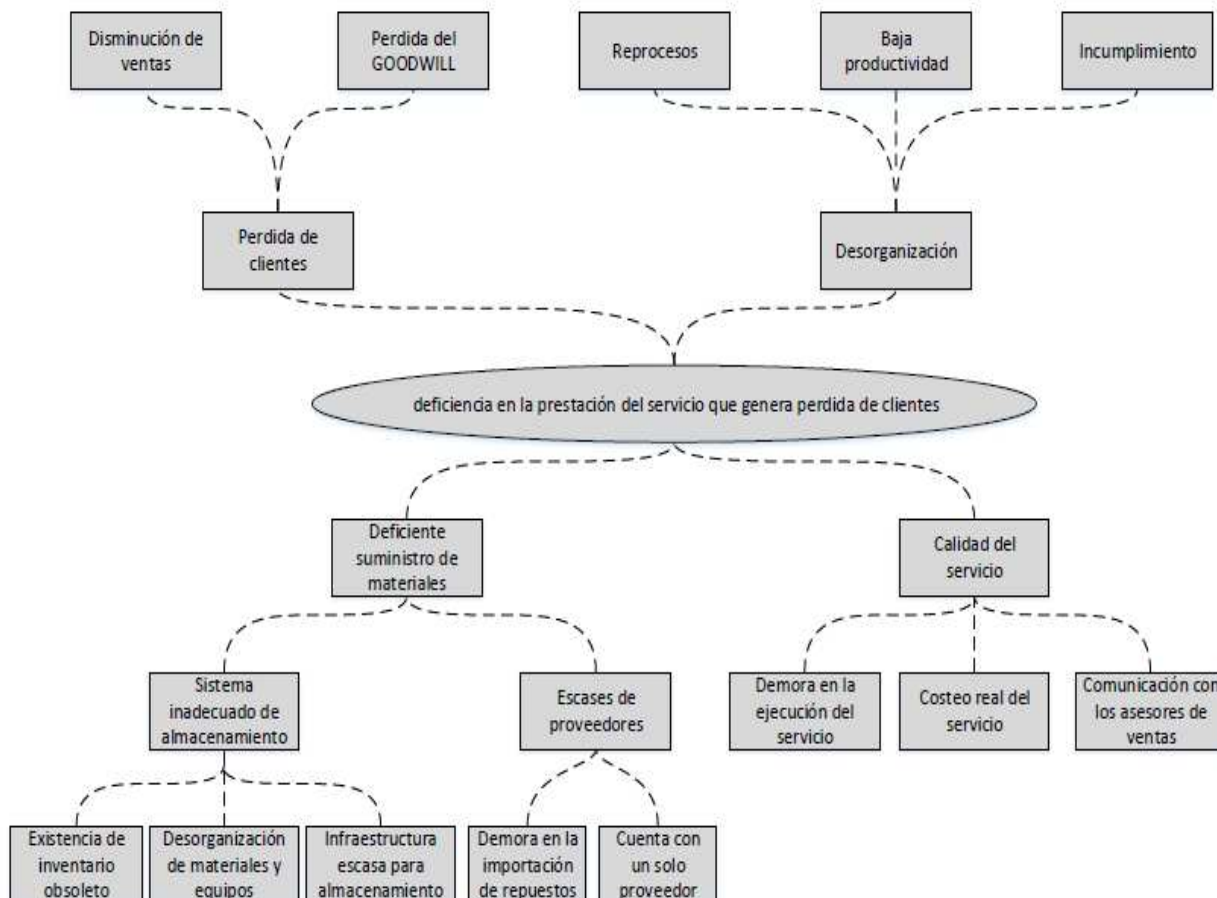 Disminución de
ventas
Perdida del
GOODWILL
Reprocesos
Baja
productividad
Incumplimiento
Perdida de
clientes
Desorganización
deficiencia en la prestación del servicio que genera perdida de clientes
Deficiente
suministro de
materiales
Calidad del
servicio
Sistema
inadecuado de
almacenamiento
Escases de
proveedores
Demora en la
ejecución del
servicio
Costeo real del
servicio
Comunicación con
los asesores de
ventas
Existencia de
inventario
obsoleto
Desorganización
de materiales y
equipos
Infraestructura
escasa para
almacenamiento
Demora en la
importación
de repuestos
Cuenta con
un solo
proveedor